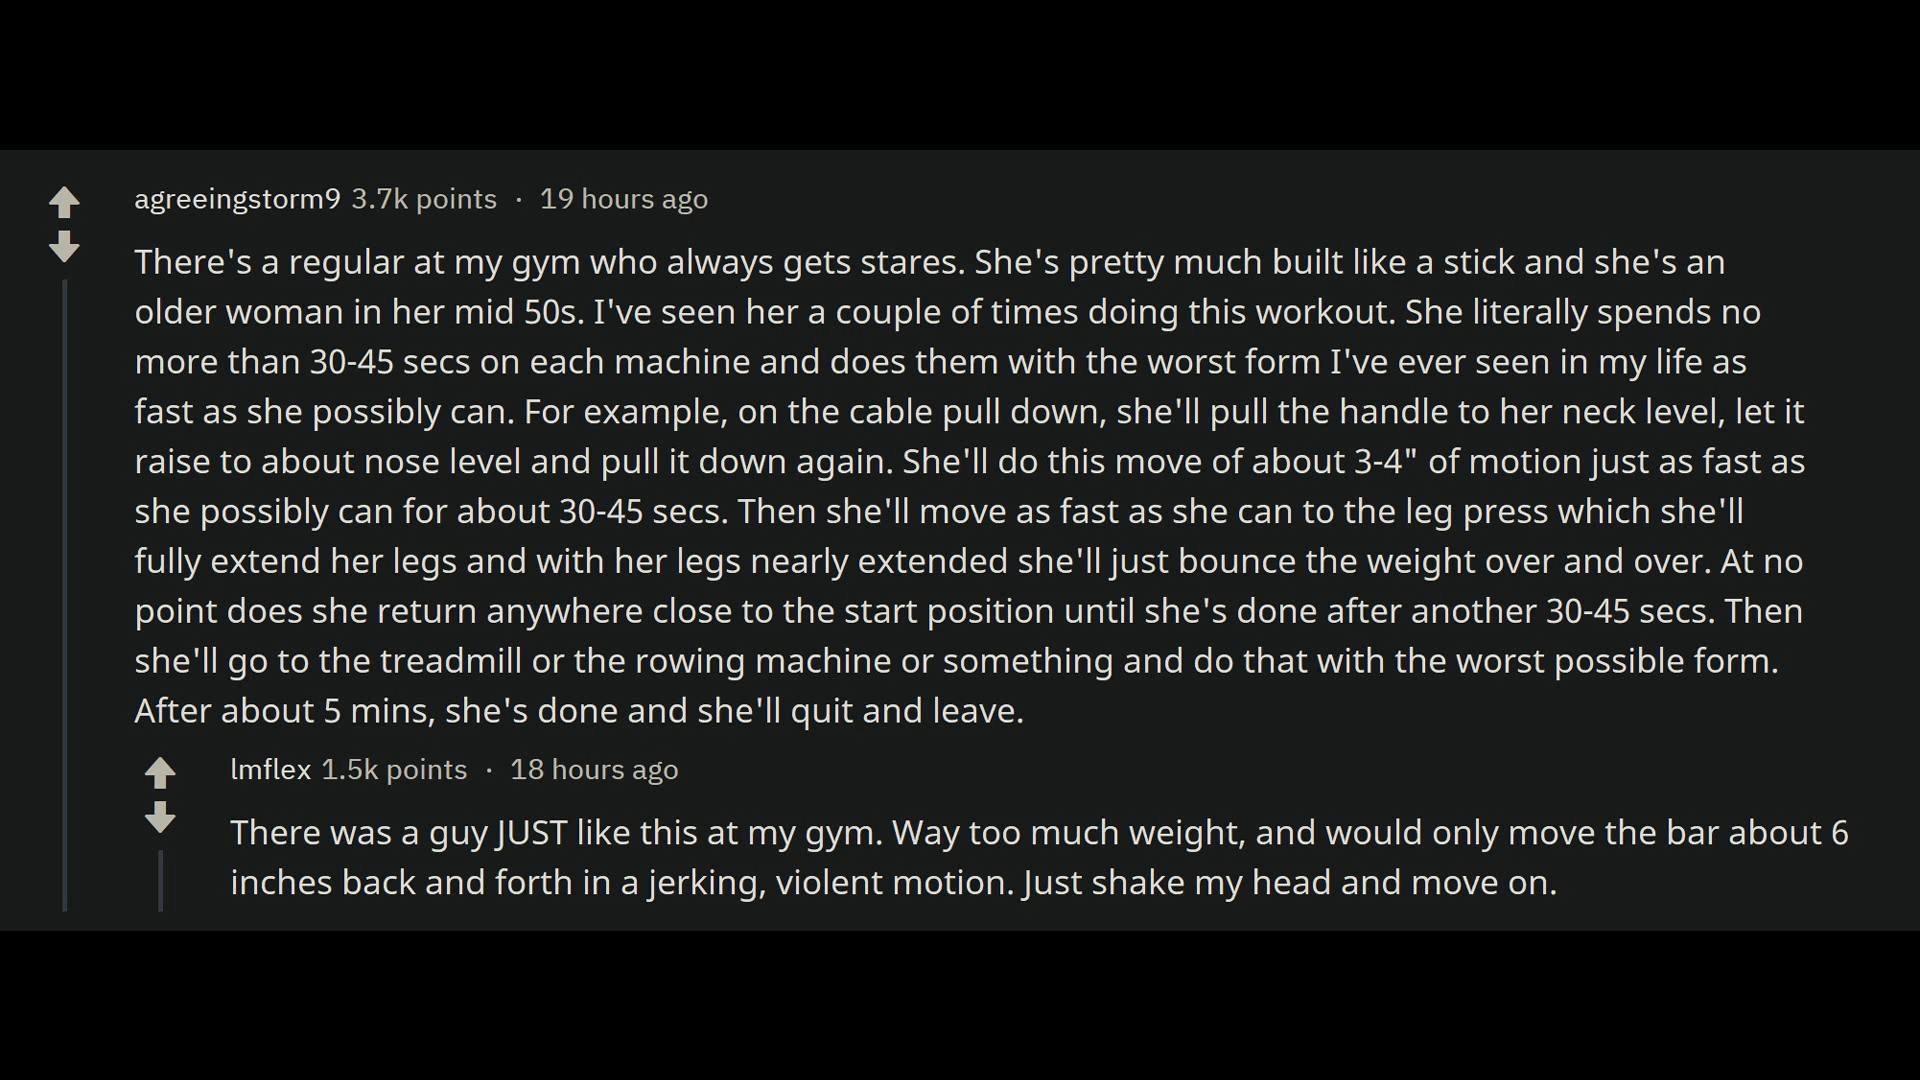 agreeingstorm9 3.7k points · 19 hours ago
There's a regular at my gym who always gets stares. She's pretty much built like a stick and she's an
older woman in her mid 50s. I've seen her a couple of times doing this workout. She literally spends no
more than 30-45 secs on each machine and does them with the worst form I've ever seen in my life as
fast as she possibly can. For example, on the cable pull down, she'll pull the handle to her neck level, let it
raise to about nose level and pull it down again. She'll do this move of about 3-4" of motion just as fast as
she possibly can for about 30-45 secs. Then she'll move as fast as she can to the leg press which she'll
fully extend her legs and with her legs nearly extended she'll just bounce the weight over and over. At no
point does she return anywhere close to the start position until she's done after another 30-45 secs. Then
she'll go to the treadmill or the rowing machine or something and do that with the worst possible form.
After about 5 mins, she's done and she'll quit and leave.
lmflex 1.5k points · 18 hours ago
There was a guy JUST like this at my gym. Way too much weight, and would only move the bar about 6
inches back and forth in a jerking, violent motion. Just shake my head and move on.